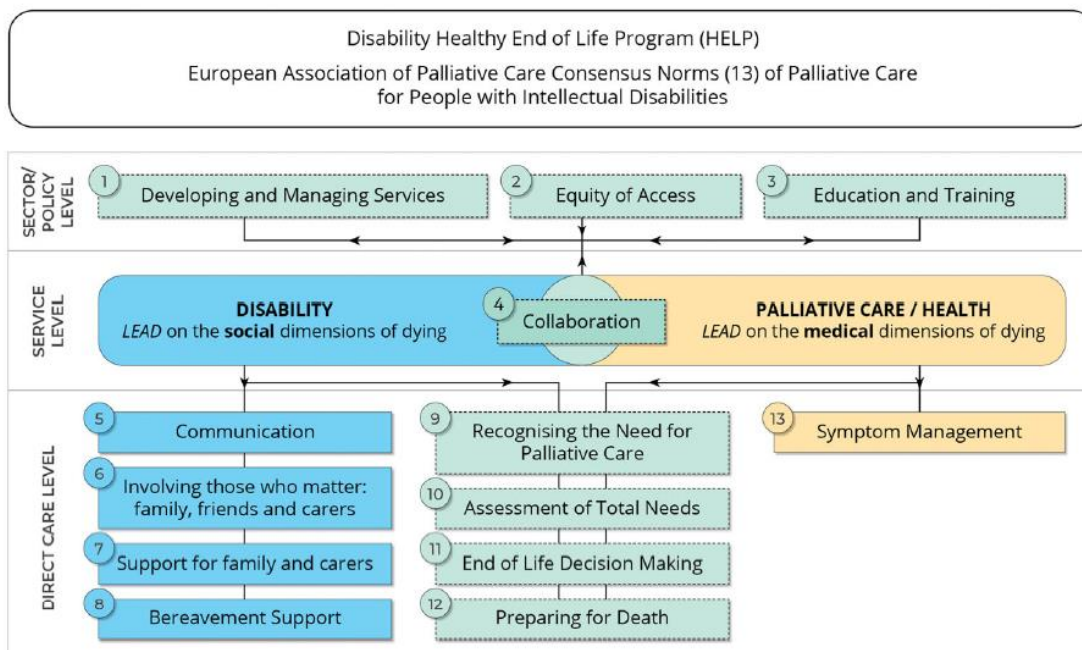 Disability Healthy End of Life Program (HELP)
European Association of Palliative Care Consensus Norms (13) of Palliative Care
for People with Intellectual Disabilities
SECTOR/
POLICY
LEVEL
1
Developing and Managing Services
2
Equity of Access
3
Education and Training
SERVICE
LEVEL
DISABILITY
LEAD on the social dimensions of dying
4
Collaboration
PALLIATIVE CARE / HEALTH
LEAD on the medical dimensions of dying
DIRECT CARE LEVEL
5
Communication
6
Involving those who matter:
family, friends and carers
7
Support for family and carers
8
Bereavement Support
9
Recognising the Need for
Palliative Care
10
Assessment of Total Needs
11
End of Life Decision Making
12
Preparing for Death
13
Symptom Management